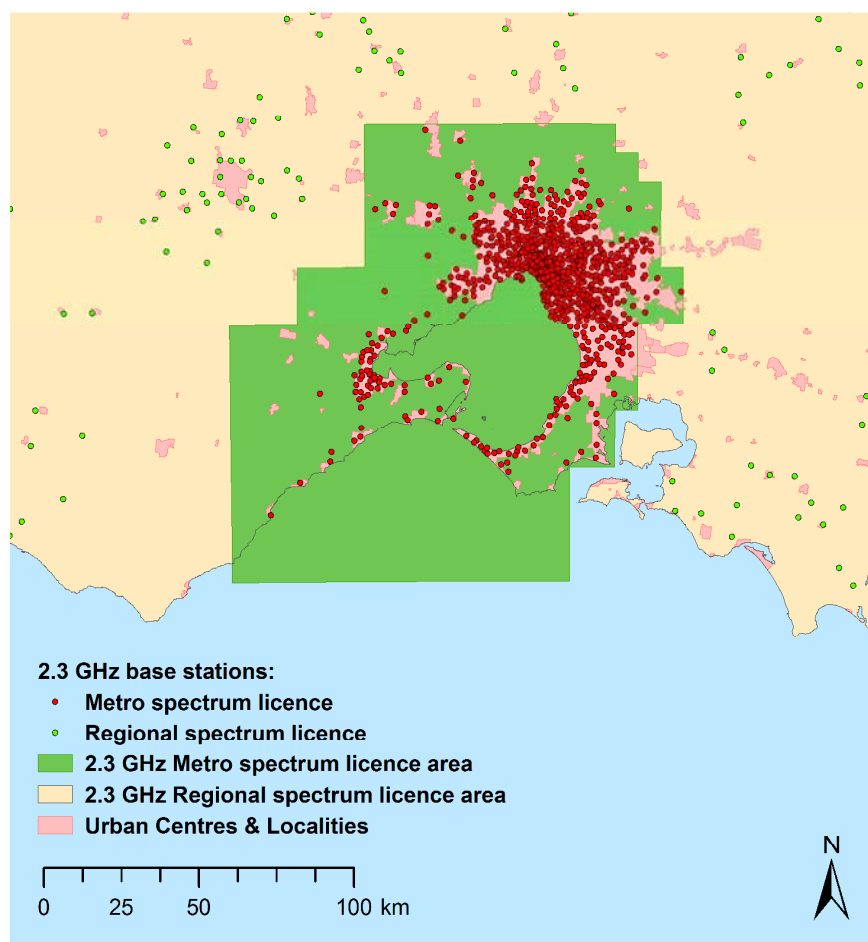 2.3 GHz base stations:
Metro spectrum licence
Regional spectrum licence
2.3 GHz Metro spectrum licence area
2.3 GHz Regional spectrum licence area
Urban Centres & Localities
N
0 25 50 100 km